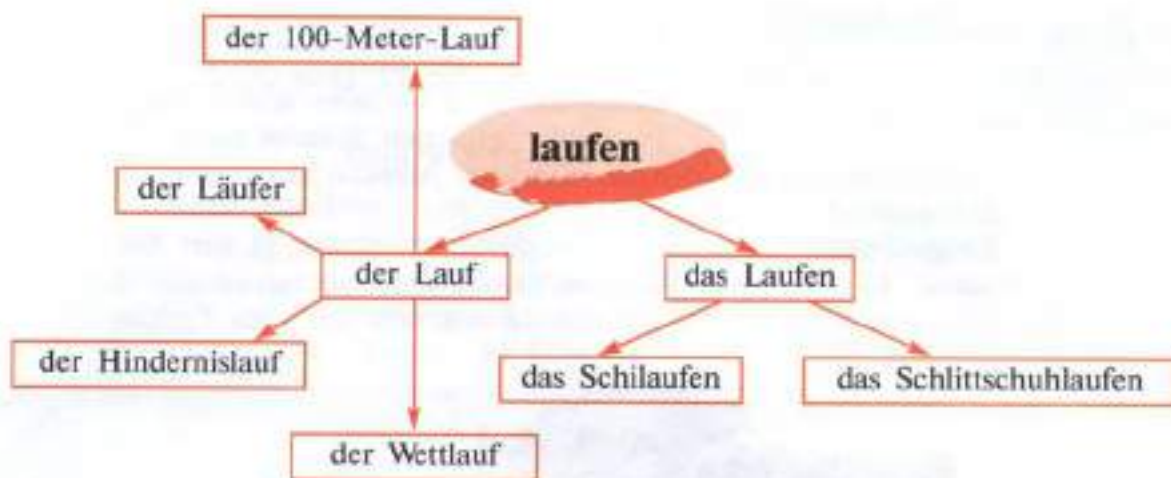 der 100-Meter-Lauf
laufen
der Läufer
der Lauf
das Laufen
der Hindernislauf
das Schilaufen
das Schlittschuhlaufen
der Wettlauf